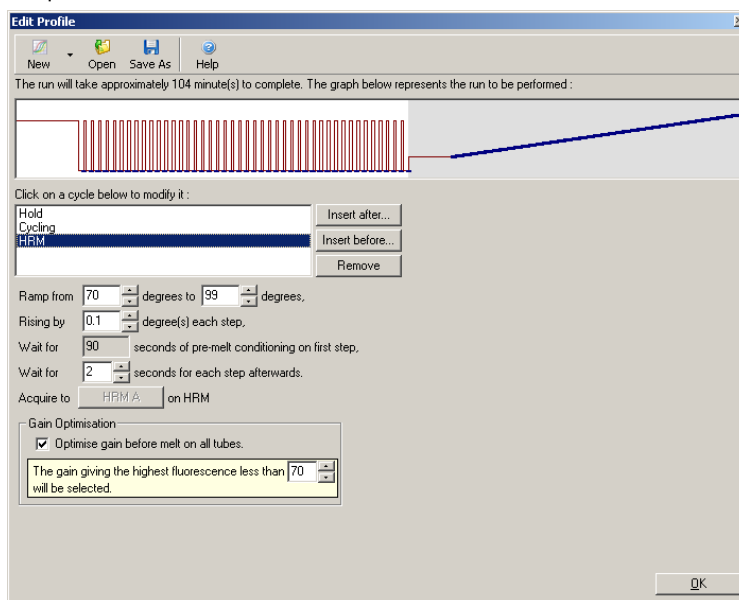 Edit Profile
New Open Save As Help
The run will take approximately 104 minute(s) to complete. The graph below represents the run to be performed :
Click on a cycle below to modify it :
Hold
Cycling
HRM
Insert after...
Insert before...
Remove
Ramp from 70 degrees to 99 degrees,
Rising by 0.1 degree(s) each step,
Wait for 90 seconds of pre-melt conditioning on first step,
Wait for 2 seconds for each step afterwards.
Acquire to HRM A on HRM
Gain Optimisation
Optimise gain before melt on all tubes.
The gain giving the highest fluorescence less than 70
will be selected.
OK